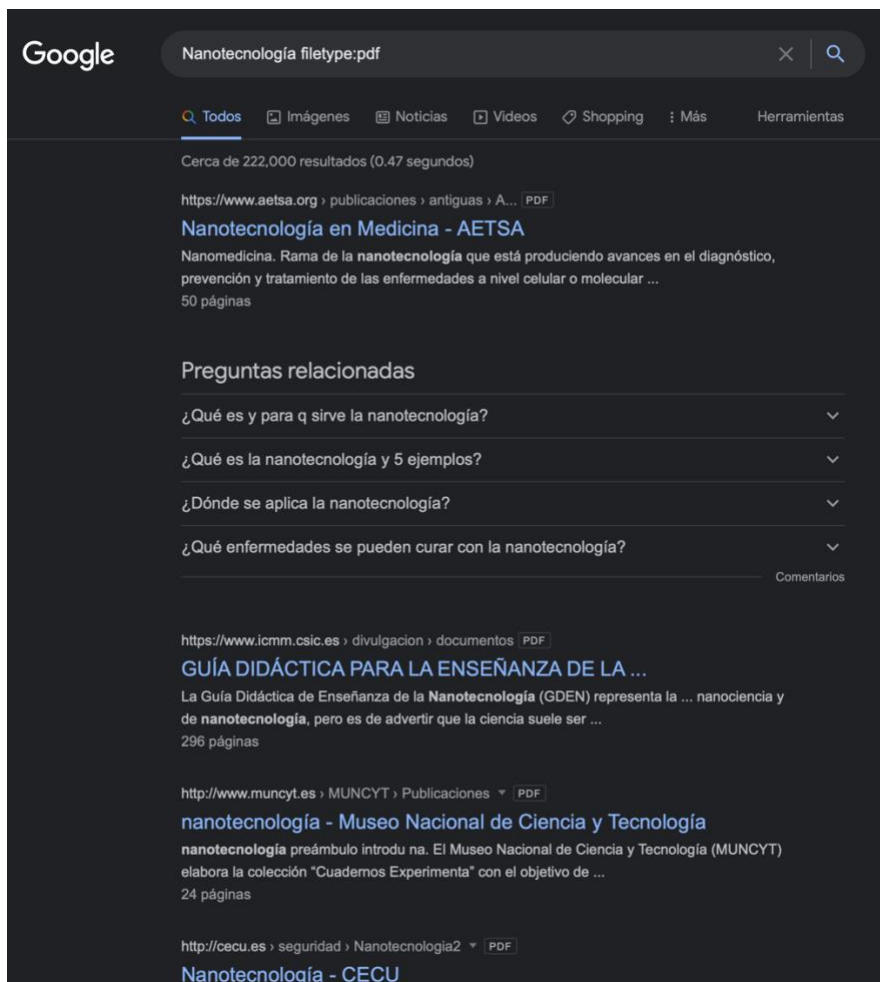 Google
Nanotecnología filetype:pdf
Todos Imágenes Noticias Videos Shopping Más Herramientas
Cerca de 222,000 resultados (0.47 segundos)
https://www.aetsa.org › publicaciones › antiguas › A... PDF
Nanotecnología en Medicina - AETSA
Nanomedicina. Rama de la nanotecnología que está produciendo avances en el diagnóstico,
prevención y tratamiento de las enfermedades a nivel celular o molecular ...
50 páginas
Preguntas relacionadas
¿Qué es y para q sirve la nanotecnología?
¿Qué es la nanotecnología y 5 ejemplos?
¿Dónde se aplica la nanotecnología?
¿Qué enfermedades se pueden curar con la nanotecnología?
Comentarios
https://www.icmm.csic.es › divulgacion › documentos PDF
GUÍA DIDÁCTICA PARA LA ENSEÑANZA DE LA ...
La Guía Didáctica de Enseñanza de la Nanotecnología (GDEN) representa la ... nanociencia y
de nanotecnología, pero es de advertir que la ciencia suele ser ...
296 páginas
http://www.muncyt.es › MUNCYT › Publicaciones PDF
nanotecnología - Museo Nacional de Ciencia y Tecnología
nanotecnología preámbulo introdu na. El Museo Nacional de Ciencia y Tecnología (MUNCYT)
elabora la colección "Cuadernos Experimenta" con el objetivo de ...
24 páginas
http://cecu.es › seguridad › Nanotecnologia2 PDF
Nanotecnología - CECU